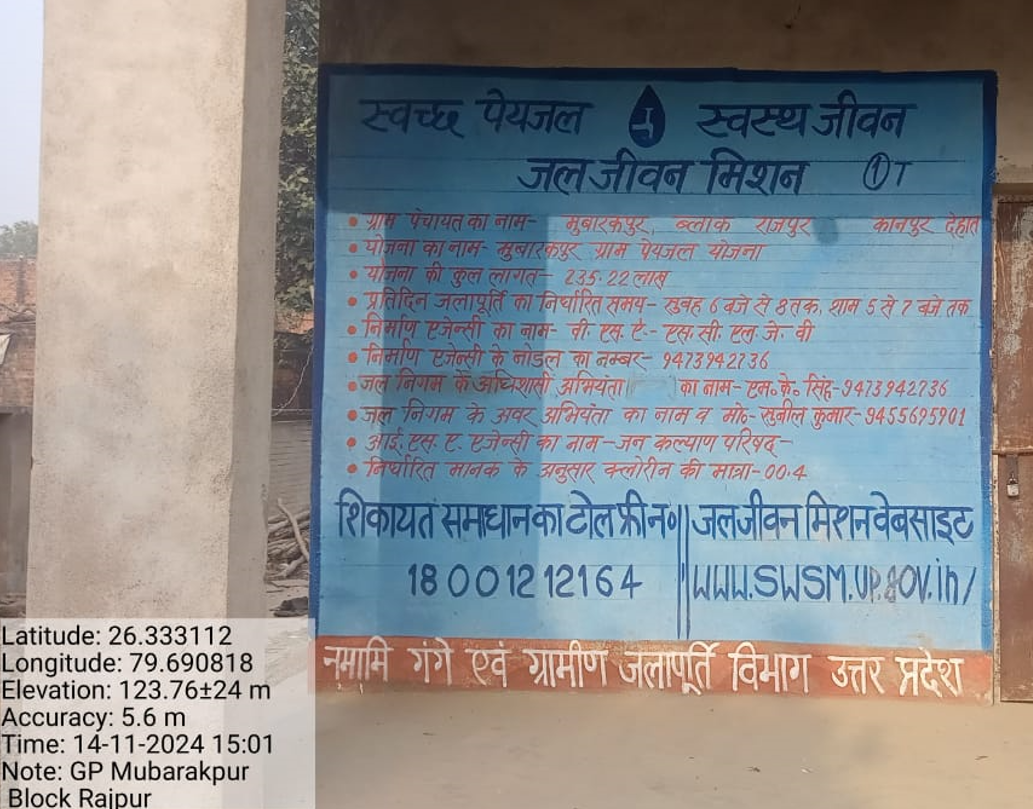 स्वच्छ पेयजल स्वस्थ जीवन
जल जीवन मिशन ①T
• ग्राम पंचायत का नाम- मुबारकपुर, ब्लाक राजपुर कानपुर देहात
• योजना का नाम- मुबारकपुर ग्राम पेयजल योजना
• योजना की कुल लागत- 235.22 लाख
• प्रतिदिन जलापूर्ति का निर्धारित समय- सुबह 6 बजे से 8 तक, शाम 5 से 7 बजे तक
• निर्माण एजेन्सी का नाम- वी. एस. ए.- एस. सी. एल. जे. वी
• निर्माण एजेन्सी के नोडल का नम्बर- 9473942736
• जल निगम के अधिशासी अभियंता का नाम- एम.के. सिंह-9473942736
• जल निगम के अवर अभियंता का नाम व मो०- सुनील कुमार-9455695901
• आई. एस. ए. एजेन्सी का नाम-जन कल्याण परिषद्-
• निर्धारित मानक के अनुसार क्लोरीन की मात्रा-00.4
शिकायत समाधान का टोल फ्री नं० || जल जीवन मिशन वेबसाइट
18001212164 || WWW.SWSM.UP.GOV.in/
नमामि गंगे एवं ग्रामीण जलापूर्ति विभाग उत्तर प्रदेश
Latitude: 26.333112
Longitude: 79.690818
Elevation: 123.76±24 m
Accuracy: 5.6 m
Time: 14-11-2024 15:01
Note: GP Mubarakpur
Block Rajpur